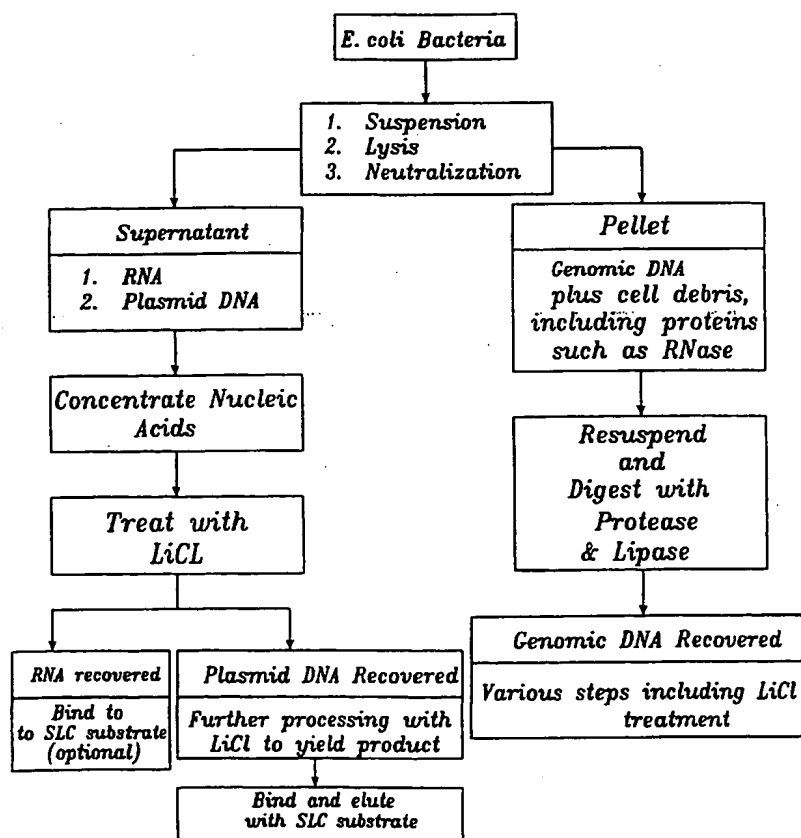 E. coli Bacteria
1. Suspension
2. Lysis
3. Neutralization
Supernatant
1. RNA
2. Plasmid DNA
Pellet
Genomic DNA
plus cell debris,
including proteins
such as RNase
Concentrate Nucleic
Acids
Resuspend
and
Digest with
Protease
& Lipase
Treat with
LiCL
RNA recovered
Bind to
to SLC substrate
(optional)
Plasmid DNA Recovered
Further processing with
LiCl to yield product
Genomic DNA Recovered
Various steps including LiCl
treatment
Bind and elute
with SLC substrate